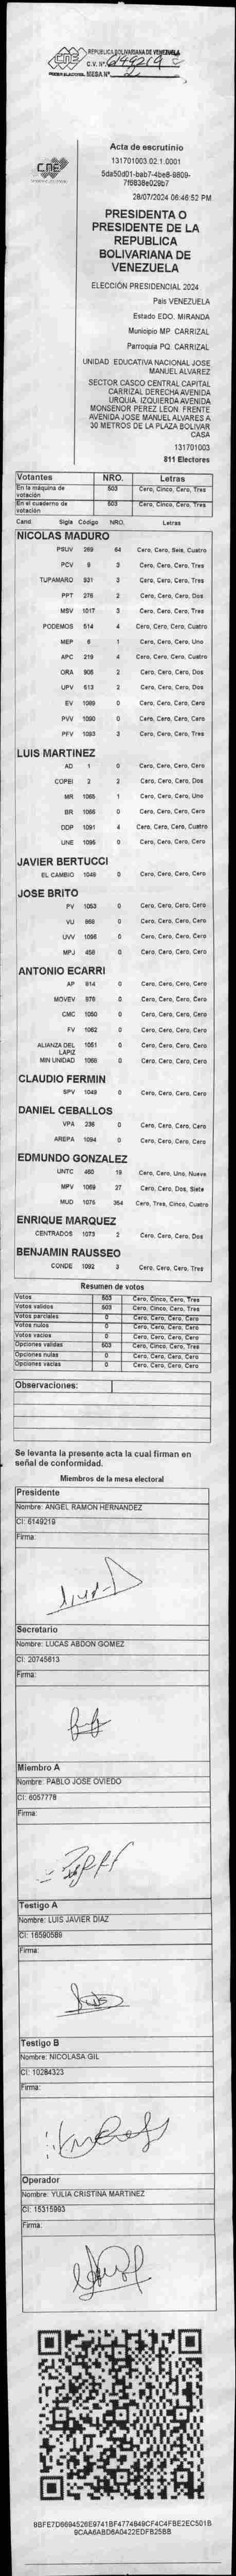 CNE
REPUBLICA BOLIVARIANA DE VENEZUELA
C.V. Nº
PODER ELECTORAL MESA Nº 2
Acta de escrutinio
131701003.02.1.0001
CNE
28/07/2024 06:46:52 PM
PRESIDENTA O
PRESIDENTE DE LA
REPUBLICA
BOLIVARIANA DE
VENEZUELA
ELECCIÓN PRESIDENCIAL 2024
País VENEZUELA
Estado EDO. MIRANDA
Municipio MP. CARRIZAL
Parroquia PQ. CARRIZAL
UNIDAD EDUCATIVA NACIONAL JOSE
MANUEL ALVAREZ
SECTOR CASCO CENTRAL CAPITAL
CARRIZAL DERECHA AVENIDA
URQUIA. IZQUIERDA AVENIDA
MONSENOR PEREZ LEON. FRENTE
AVENIDA JOSE MANUEL ALVARES A
30 METROS DE LA PLAZA BOLIVAR
CASA
131701003
811 Electores
Votantes NRO. Letras
En la máquina de votación 503 Cero, Cinco, Cero, Tres
En el cuaderno de votación 503 Cero, Cinco, Cero, Tres
Cand. Sigla Código NRO. Letras
NICOLAS MADURO
PSUV 269 64 Cero, Cero, Seis, Cuatro
PCV 9 3 Cero, Cero, Cero, Tres
TUPAMARO 931 3 Cero, Cero, Cero, Tres
PPT 276 2 Cero, Cero, Cero, Dos
MSV 1017 3 Cero, Cero, Cero, Tres
PODEMOS 514 4 Cero, Cero, Cero, Cuatro
MEP 6 1 Cero, Cero, Cero, Uno
APC 219 4 Cero, Cero, Cero, Cuatro
ORA 906 2 Cero, Cero, Cero, Dos
UPV 613 2 Cero, Cero, Cero, Dos
EV 1089 0 Cero, Cero, Cero, Cero
PVV 1090 0 Cero, Cero, Cero, Cero
PFV 1093 3 Cero, Cero, Cero, Tres
LUIS MARTINEZ
AD 1 0 Cero, Cero, Cero, Cero
COPEI 2 2 Cero, Cero, Cero, Dos
MR 1065 1 Cero, Cero, Cero, Uno
BR 1066 0 Cero, Cero, Cero, Cero
DDP 1091 4 Cero, Cero, Cero, Cuatro
UNE 1095 0 Cero, Cero, Cero, Cero
JAVIER BERTUCCI
EL CAMBIO 1048 0 Cero, Cero, Cero, Cero
JOSE BRITO
PV 1053 0 Cero, Cero, Cero, Cero
VU 968 0 Cero, Cero, Cero, Cero
UVV 1096 0 Cero, Cero, Cero, Cero
MPJ 458 0 Cero, Cero, Cero, Cero
ANTONIO ECARRI
AP 914 0 Cero, Cero, Cero, Cero
MOVEV 976 0 Cero, Cero, Cero, Cero
CMC 1050 0 Cero, Cero, Cero, Cero
FV 1062 0 Cero, Cero, Cero, Cero
ALIANZA DEL LAPIZ 1061 0 Cero, Cero, Cero, Cero
MIN UNIDAD 1068 0 Cero, Cero, Cero, Cero
CLAUDIO FERMIN
SPV 1049 0 Cero, Cero, Cero, Cero
DANIEL CEBALLOS
VPA 236 0 Cero, Cero, Cero, Cero
AREPA 1094 0 Cero, Cero, Cero, Cero
EDMUNDO GONZALEZ
UNTC 460 19 Cero, Cero, Uno, Nueve
MPV 1069 27 Cero, Cero, Dos, Siete
MUD 1075 354 Cero, Tres, Cinco, Cuatro
ENRIQUE MARQUEZ
CENTRADOS 1073 2 Cero, Cero, Cero, Dos
BENJAMIN RAUSSEO
CONDE 1092 3 Cero, Cero, Cero, Tres
Resumen de votos
Votos 503 Cero, Cinco, Cero, Tres
Votos validos 503 Cero, Cinco, Cero, Tres
Votos parciales 0 Cero, Cero, Cero, Cero
Votos nulos 0 Cero, Cero, Cero, Cero
Votos vacios 0 Cero, Cero, Cero, Cero
Opciones validas 503 Cero, Cinco, Cero, Tres
Opciones nulas 0 Cero, Cero, Cero, Cero
Opciones vacias 0 Cero, Cero, Cero, Cero
Observaciones:
Se levanta la presente acta la cual firman en
señal de conformidad.
Miembros de la mesa electoral
Presidente
Nombre: ANGEL RAMON HERNANDEZ
CI: 6149219
Firma:
Secretario
Nombre: LUCAS ABDON GOMEZ
CI: 20745613
Firma:
Miembro A
Nombre: PABLO JOSE OVIEDO
CI: 6057778
Firma:
Testigo A
Nombre: LUIS JAVIER DIAZ
CI: 16590588
Firma:
Testigo B
Nombre: NICOLASA GIL
CI: 10284323
Firma:
Operador
Nombre: YULIA CRISTINA MARTINEZ
CI: 15315993
Firma: